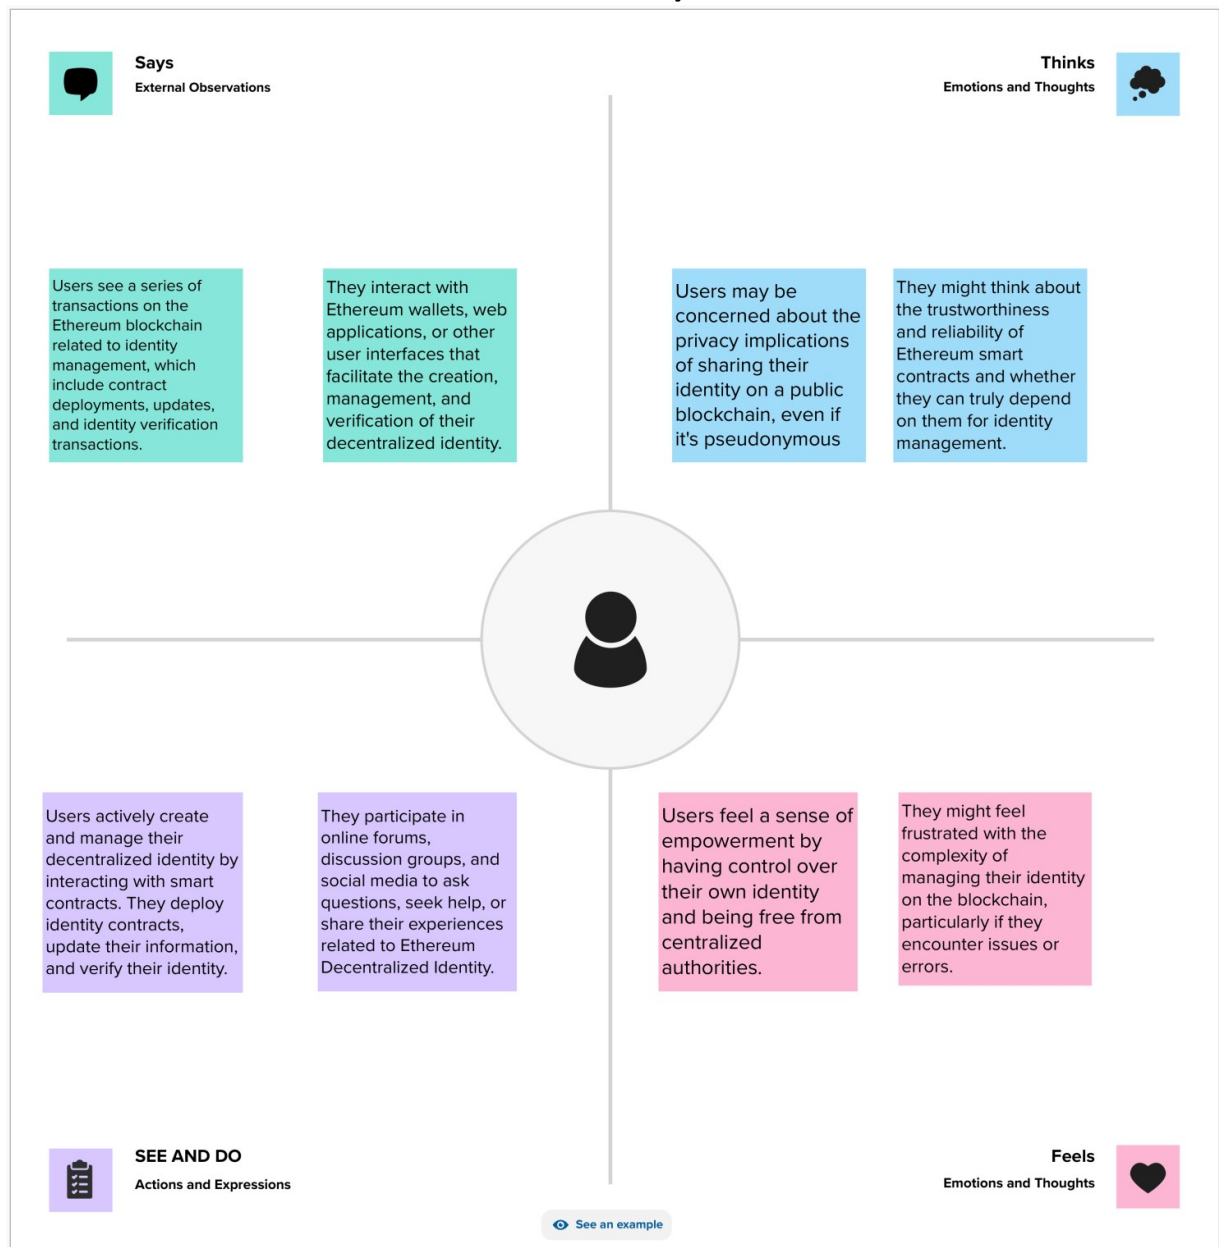 Says
External Observations
Thinks
Emotions and Thoughts
Users see a series of
transactions on the
Ethereum blockchain
related to identity
management, which
include contract
deployments, updates,
and identity verification
transactions.
They interact with
Ethereum wallets, web
applications, or other
user interfaces that
facilitate the creation,
management, and
verification of their
decentralized identity.
Users may be
concerned about the
privacy implications
of sharing their
identity on a public
blockchain, even if
it's pseudonymous
They might think about
the trustworthiness
and reliability of
Ethereum smart
contracts and whether
they can truly depend
on them for identity
management.
Users actively create
and manage their
decentralized identity by
interacting with smart
contracts. They deploy
identity contracts,
update their information,
and verify their identity.
They participate in
online forums,
discussion groups, and
social media to ask
questions, seek help, or
share their experiences
related to Ethereum
Decentralized Identity.
Users feel a sense of
empowerment by
having control over
their own identity
and being free from
centralized
authorities.
They might feel
frustrated with the
complexity of
managing their identity
on the blockchain,
particularly if they
encounter issues or
errors.
SEE AND DO
Actions and Expressions
Feels
Emotions and Thoughts
See an example